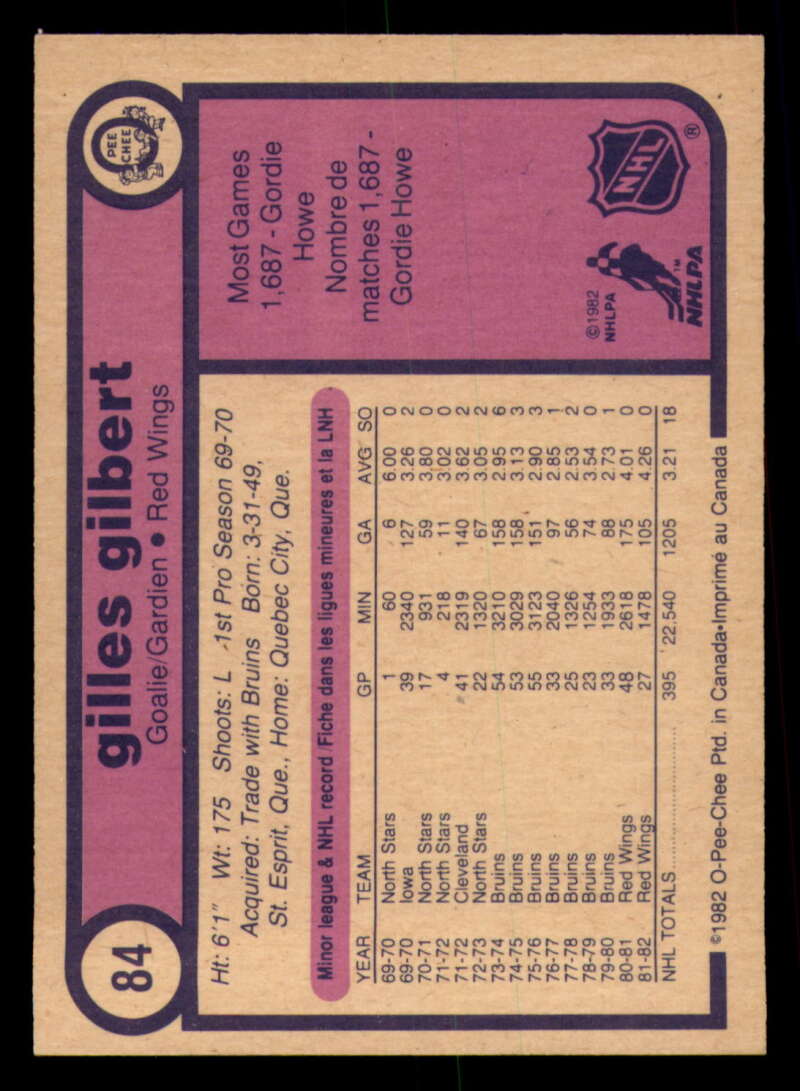 84
gilles gilbert
Goalie/Gardien • Red Wings
O
PEE
CHEE
Ht: 6'1" Wt: 175 Shoots: L 1st Pro Season 69-70
Acquired: Trade with Bruins Born: 3-31-49,
St. Esprit, Que., Home: Quebec City, Que.
Minor league & NHL record/Fiche dans les ligues mineures et la LNH
YEAR TEAM GP MIN GA AVG SO
69-70 North Stars 1 60 6 6.00 0
69-70 Iowa 39 2340 127 3.26 2
70-71 North Stars 17 931 59 3.80 0
71-72 North Stars 4 218 11 3.02 0
71-72 Cleveland 41 2319 140 3.62 2
72-73 North Stars 22 1320 67 3.05 2
73-74 Bruins 54 3210 158 2.95 6
74-75 Bruins 53 3029 158 3.13 3
75-76 Bruins 55 3123 151 2.90 3
76-77 Bruins 33 2040 97 2.85 1
77-78 Bruins 25 1326 56 2.53 2
78-79 Bruins 23 1254 74 3.54 0
79-80 Bruins 33 1933 88 2.73 1
80-81 Red Wings 48 2618 175 4.01 0
81-82 Red Wings 27 1478 105 4.26 0
NHL TOTALS 395 22.540 1205 3.21 18
Most Games
1,687 - Gordie
Howe
Nombre de
matches 1,687 -
Gordie Howe
©1982
NHLPA
NHLPA™
NHL®
©1982 O-Pee-Chee Ptd. in Canada•Imprimé au Canada